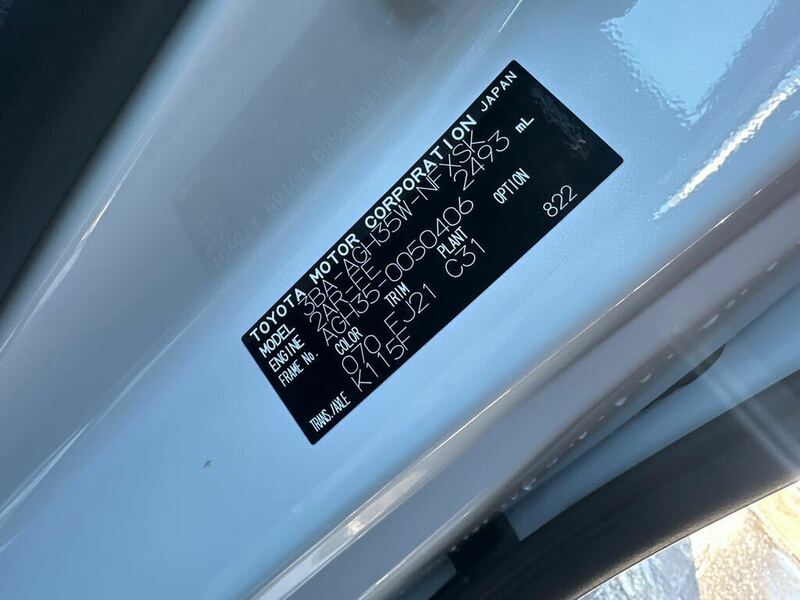 TOYOTA MOTOR CORPORATION JAPAN
MODEL 3BA-AGH35W-NFXSK
ENGINE 2AR-FE 2493 mL
FRAME No. AGH35-0050406
COLOR TRIM PLANT OPTION
070 EJ21 C31 822
TRANS./AXLE K115F